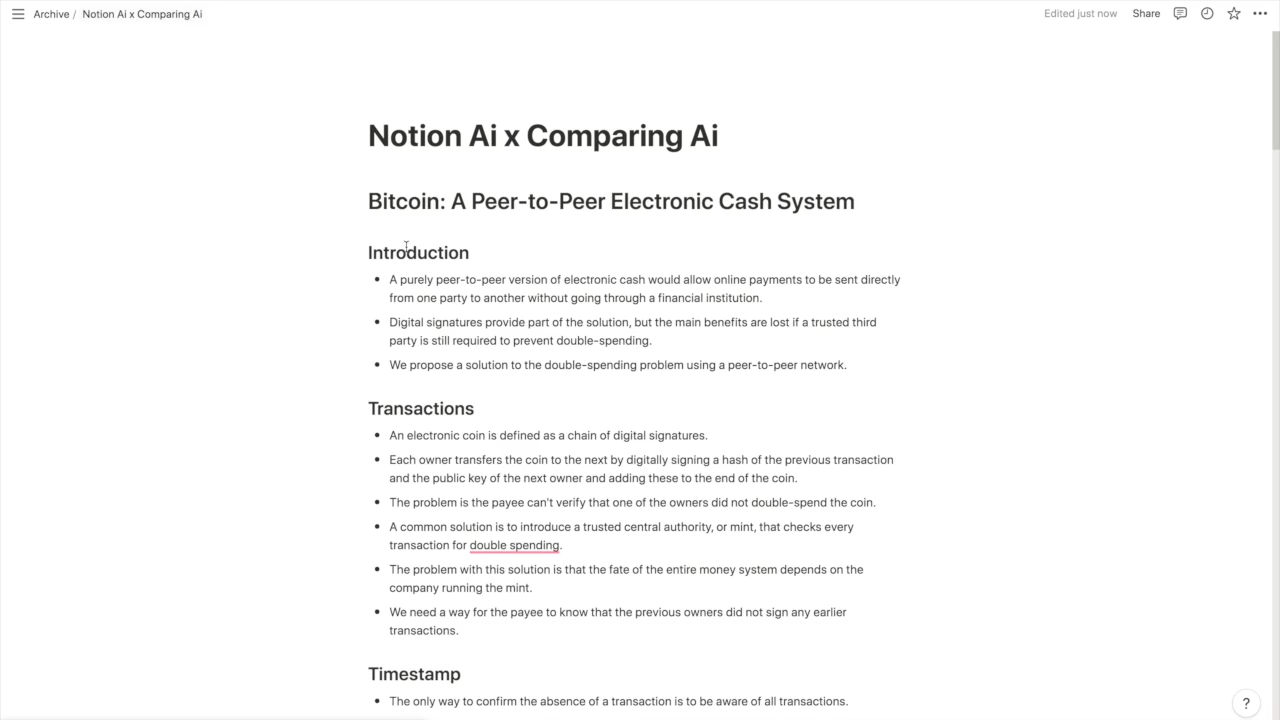 Archive / Notion Ai x Comparing Ai
Edited just now
Share
Notion Ai x Comparing Ai
Bitcoin: A Peer-to-Peer Electronic Cash System
Introduction
• A purely peer-to-peer version of electronic cash would allow online payments to be sent directly
from one party to another without going through a financial institution.
• Digital signatures provide part of the solution, but the main benefits are lost if a trusted third
party is still required to prevent double-spending.
• We propose a solution to the double-spending problem using a peer-to-peer network.
Transactions
• An electronic coin is defined as a chain of digital signatures.
• Each owner transfers the coin to the next by digitally signing a hash of the previous transaction
and the public key of the next owner and adding these to the end of the coin.
• The problem is the payee can't verify that one of the owners did not double-spend the coin.
• A common solution is to introduce a trusted central authority, or mint, that checks every
transaction for double spending.
• The problem with this solution is that the fate of the entire money system depends on the
company running the mint.
• We need a way for the payee to know that the previous owners did not sign any earlier
transactions.
Timestamp
• The only way to confirm the absence of a transaction is to be aware of all transactions.
?